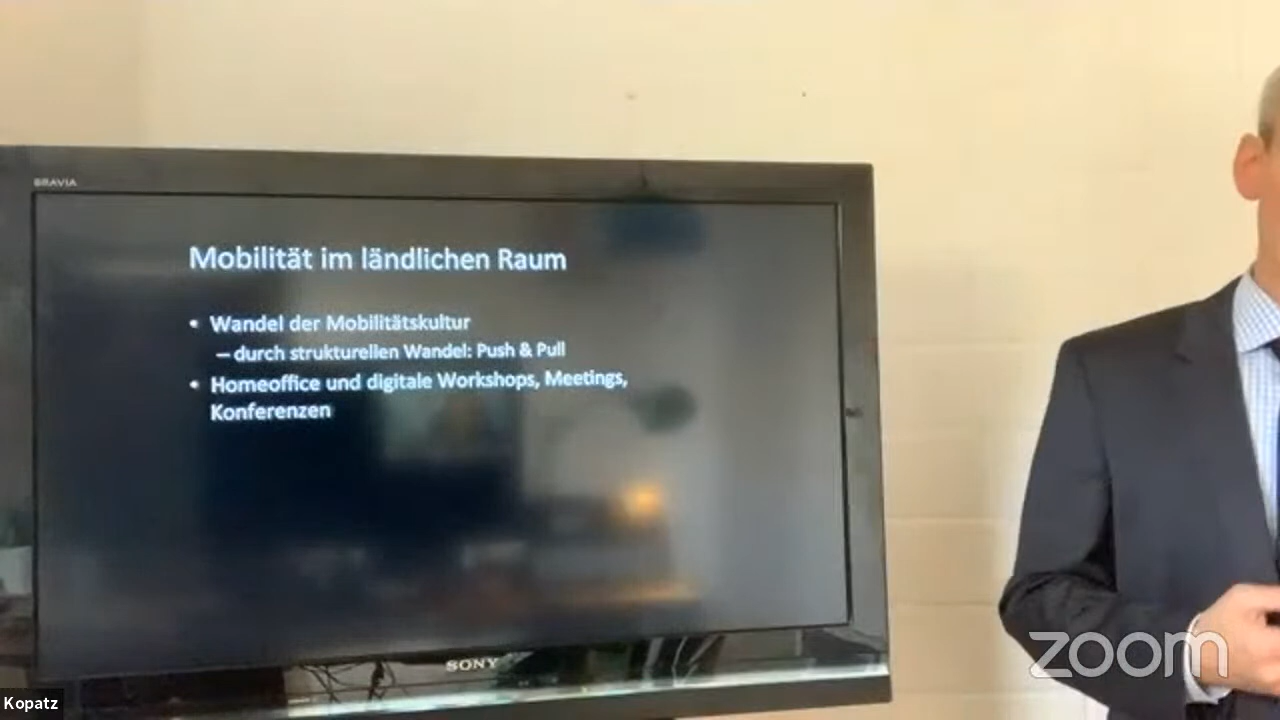 BRAVIA
Mobilität im ländlichen Raum
• Wandel der Mobilitätskultur
– durch strukturellen Wandel: Push & Pull
• Homeoffice und digitale Workshops, Meetings,
Konferenzen
SONY
zoom
Kopatz